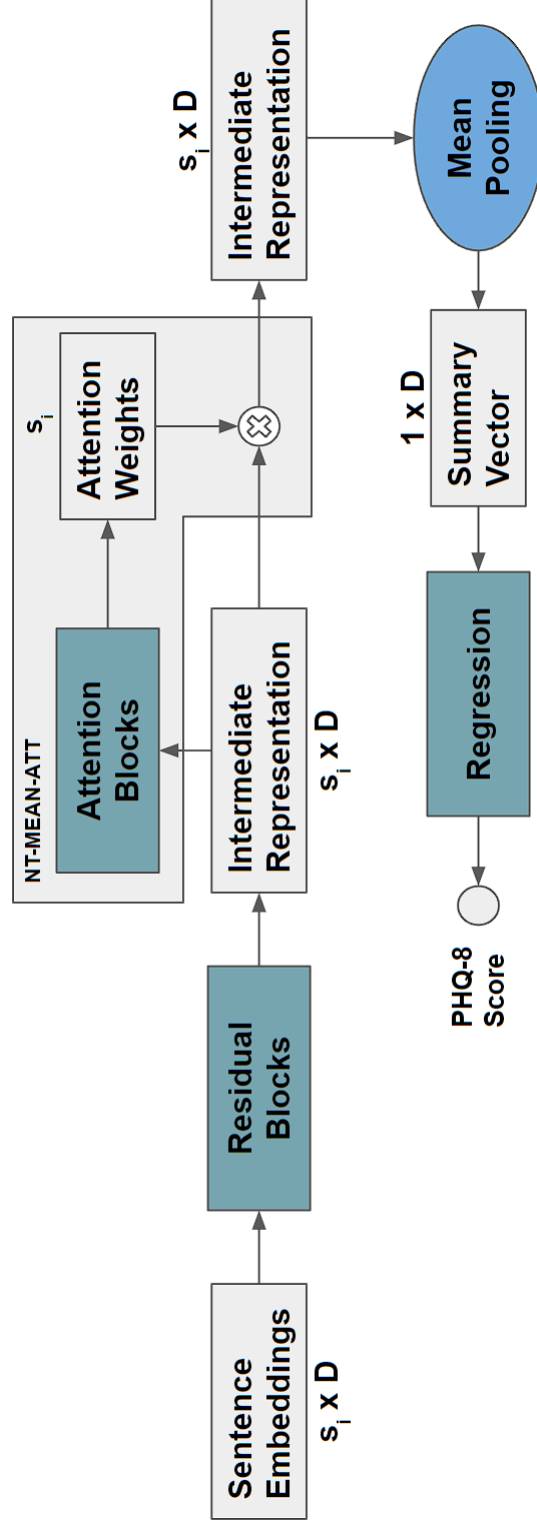 Sentence
Embeddings
s_i x D
Residual
Blocks
Intermediate
Representation
s_i x D
NT-MEAN-ATT
Attention
Blocks
s_i
Attention
Weights
s_i x D
Intermediate
Representation
Mean
Pooling
1 x D
Summary
Vector
Regression
PHQ-8
Score